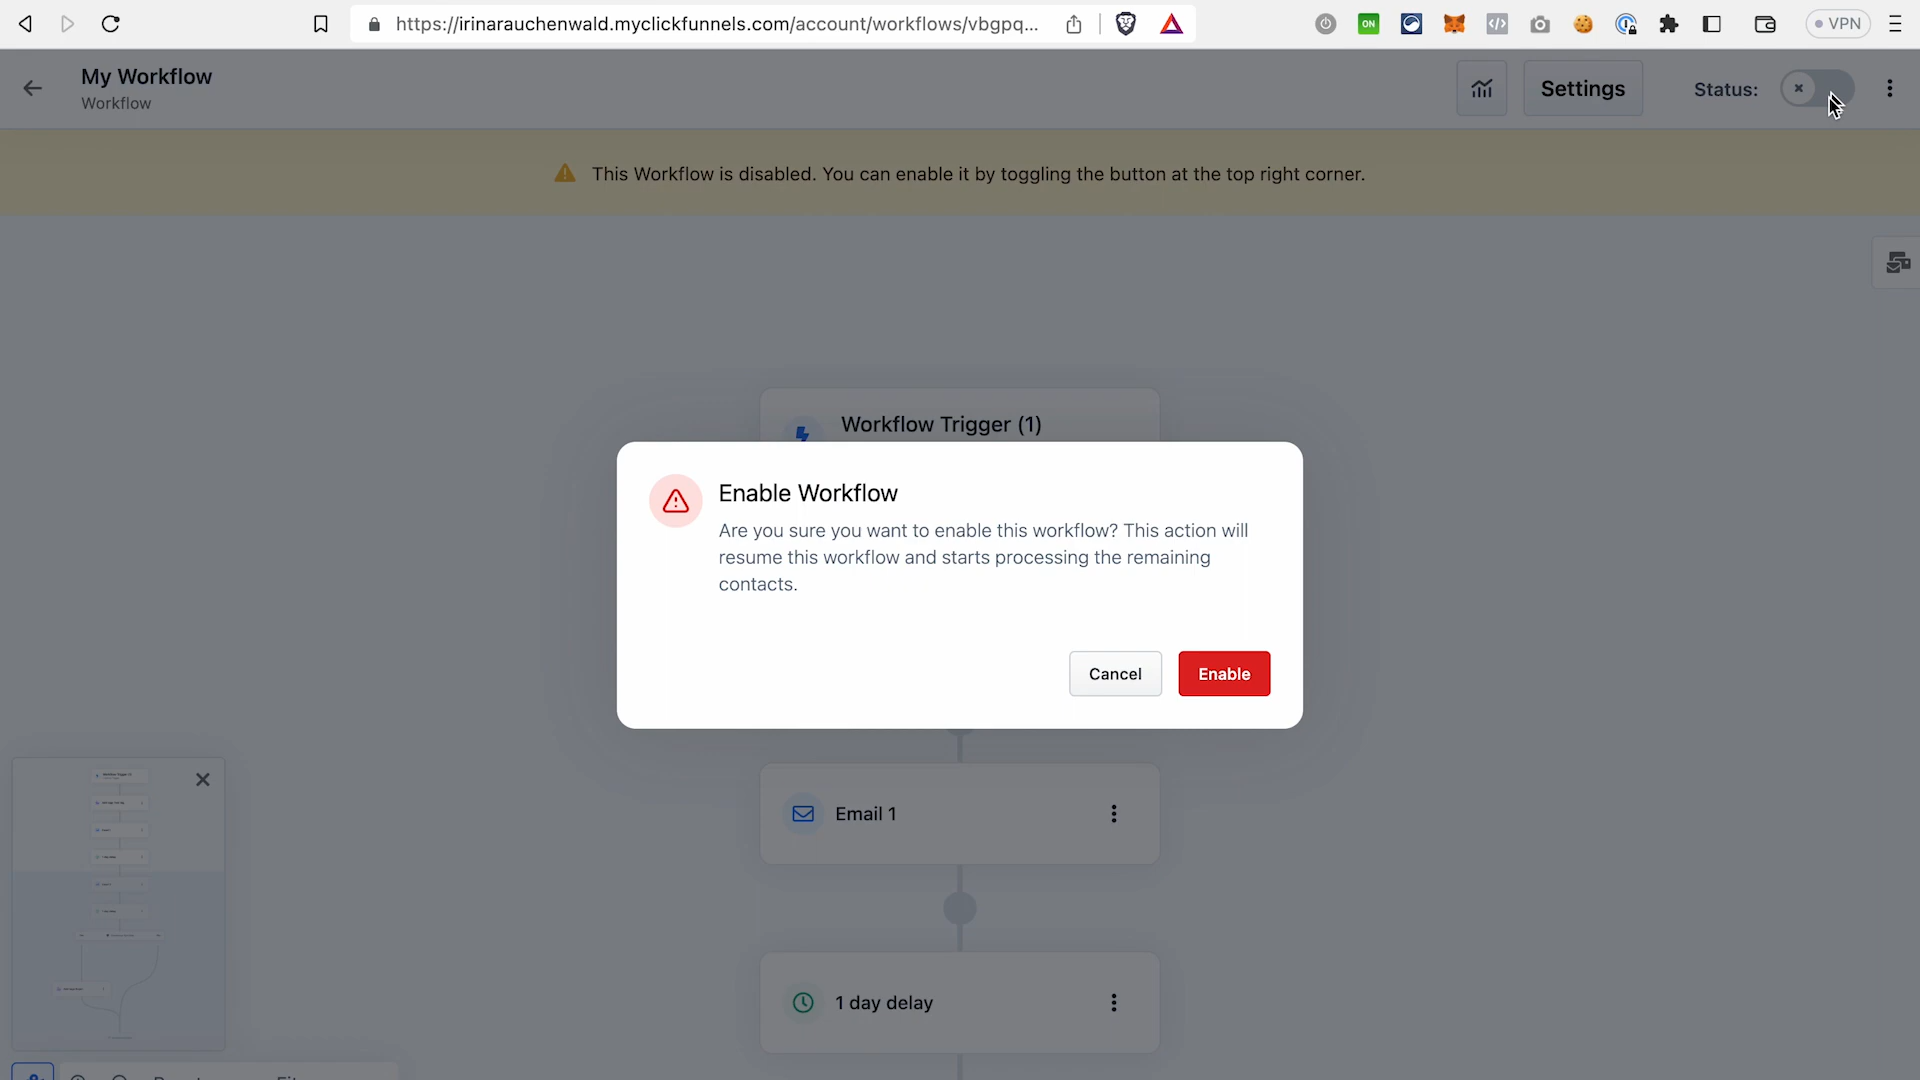 https://irinarauchenwald.myclickfunnels.com/account/workflows/vbgpq...
ON
VPN
My Workflow
Workflow
Settings
Status:
This Workflow is disabled. You can enable it by toggling the button at the top right corner.
Workflow Trigger (1)
Enable Workflow
Are you sure you want to enable this workflow? This action will
resume this workflow and starts processing the remaining
contacts.
Cancel
Enable
Email 1
1 day delay